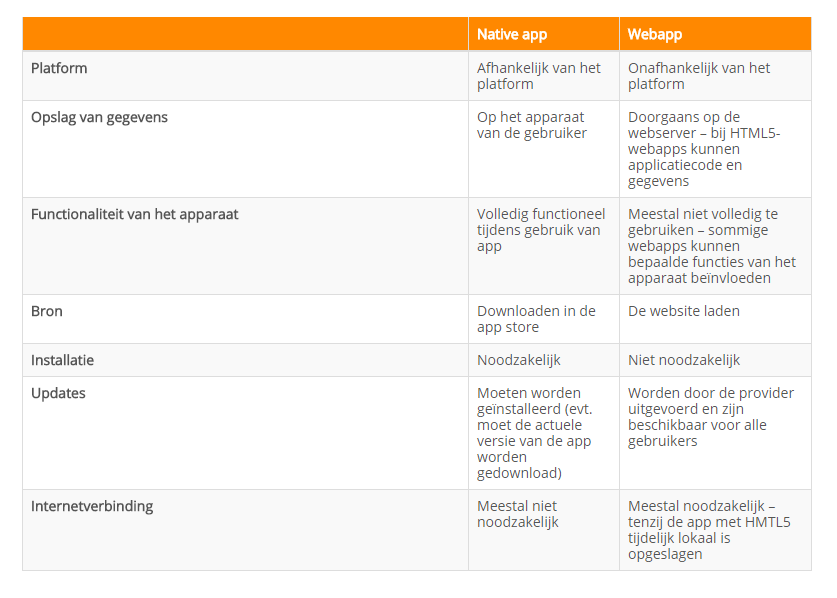 Native app
Webapp
Platform
Afhankelijk van het
platform
Onafhankelijk van het
platform
Opslag van gegevens
Op het apparaat
van de gebruiker
Doorgaans op de
webserver – bij HTML5-
webapps kunnen
applicatiecode en
gegevens
Functionaliteit van het apparaat
Volledig functioneel
tijdens gebruik van
app
Meestal niet volledig te
gebruiken – sommige
webapps kunnen
bepaalde functies van het
apparaat beïnvloeden
Bron
Downloaden in de
app store
De website laden
Installatie
Noodzakelijk
Niet noodzakelijk
Updates
Moeten worden
geïnstalleerd (evt.
moet de actuele
versie van de app
worden
gedownload)
Worden door de provider
uitgevoerd en zijn
beschikbaar voor alle
gebruikers
Internetverbinding
Meestal niet
noodzakelijk
Meestal noodzakelijk –
tenzij de app met HMTL5
tijdelijk lokaal is
opgeslagen